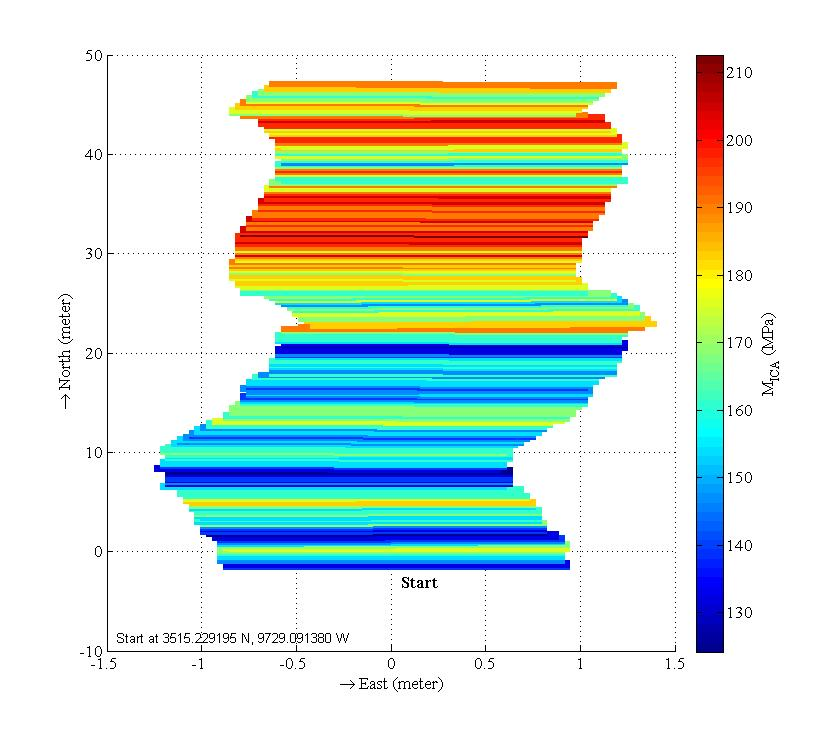 50
40
30
20
10
0
-10
→ North (meter)
Start
Start at 3515.229195 N, 9729.091380 W
-1.5 -1 -0.5 0 0.5 1 1.5
→ East (meter)
210
200
190
180
170
160
150
140
130
M_ICA (MPa)